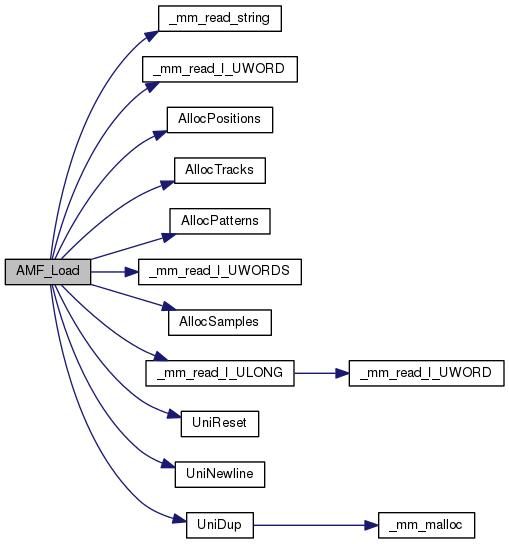 _mm_read_string
_mm_read_I_UWORD
AllocPositions
AllocTracks
AllocPatterns
AMF_Load
_mm_read_I_UWORDS
AllocSamples
_mm_read_I_ULONG
_mm_read_I_UWORD
UniReset
UniNewline
UniDup
_mm_malloc